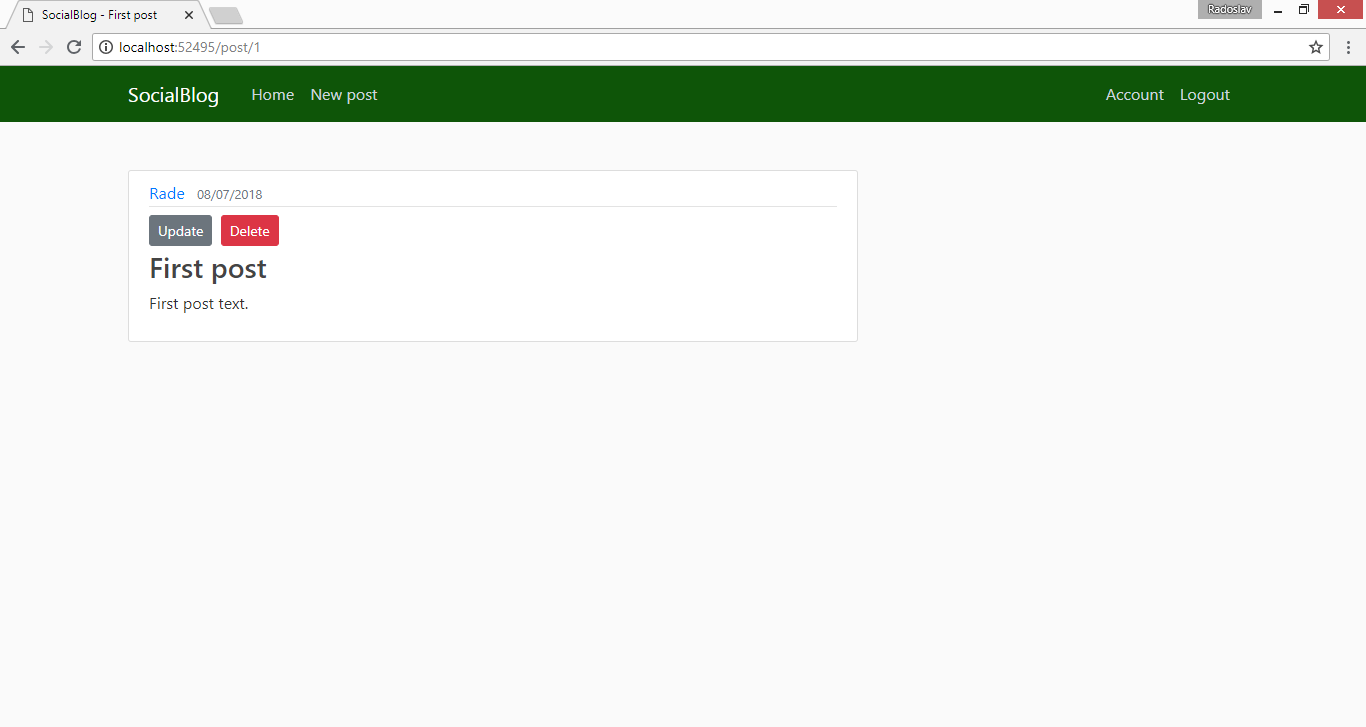 SocialBlog - First post
Radoslav
localhost:52495/post/1
SocialBlog Home New post Account Logout
Rade 08/07/2018
Update Delete
First post
First post text.